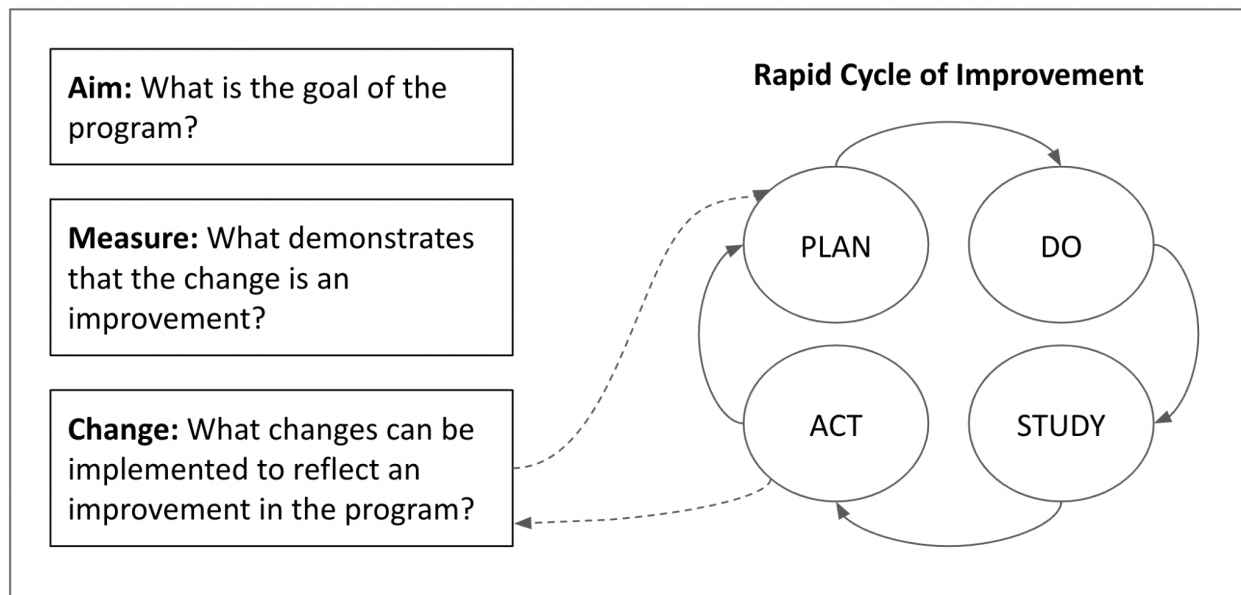 Aim: What is the goal of the
program?
Measure: What demonstrates
that the change is an
improvement?
Change: What changes can be
implemented to reflect an
improvement in the program?
Rapid Cycle of Improvement
PLAN
DO
ACT
STUDY